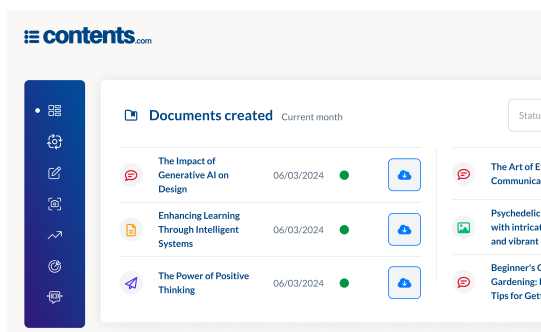 contents.com
Documents created Current month
The Impact of
Generative AI on
Design
06/03/2024
Enhancing Learning
Through Intelligent
Systems
06/03/2024
The Power of Positive
Thinking
06/03/2024
Statu
The Art of E
Communica
Psychedelic
with intricat
and vibrant
Beginner's G
Gardening: 
Tips for Gett